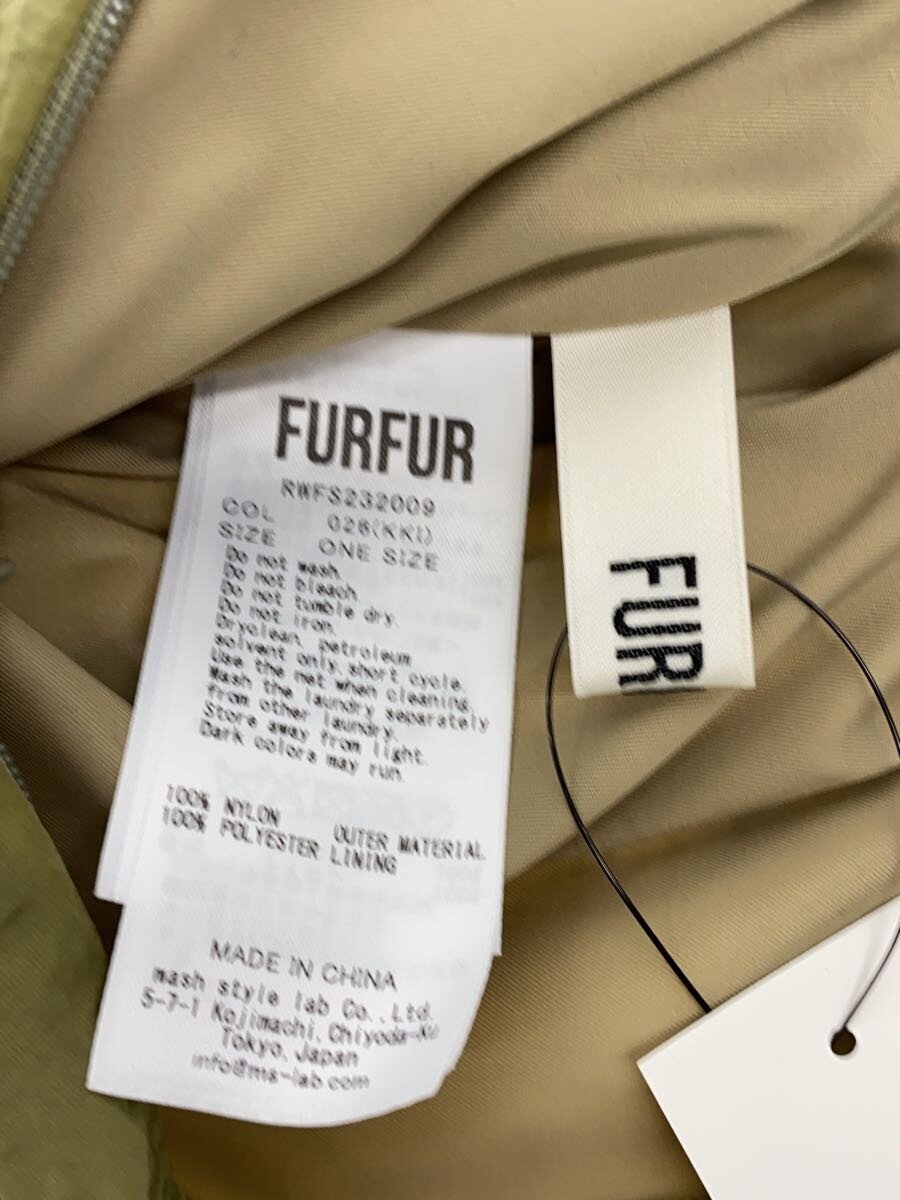 FURFUR
RWFS232009
COL 026(KKI)
SIZE ONE SIZE
Do not wash.
Do not bleach.
Do not tumble dry.
Do not iron.
Dryclean, petroleum
solvent only, short cycle.
Use the net when cleaning.
Wash the laundry separately
from other laundry.
Store away from light.
Dark colors may run.
100% NYLON OUTER MATERIAL
100% POLYESTER LINING
MADE IN CHINA
mash style lab Co., Ltd.
5-7-1 Kojimachi, Chiyoda-Ku
Tokyo, Japan
info@ms-lab.com
FUR